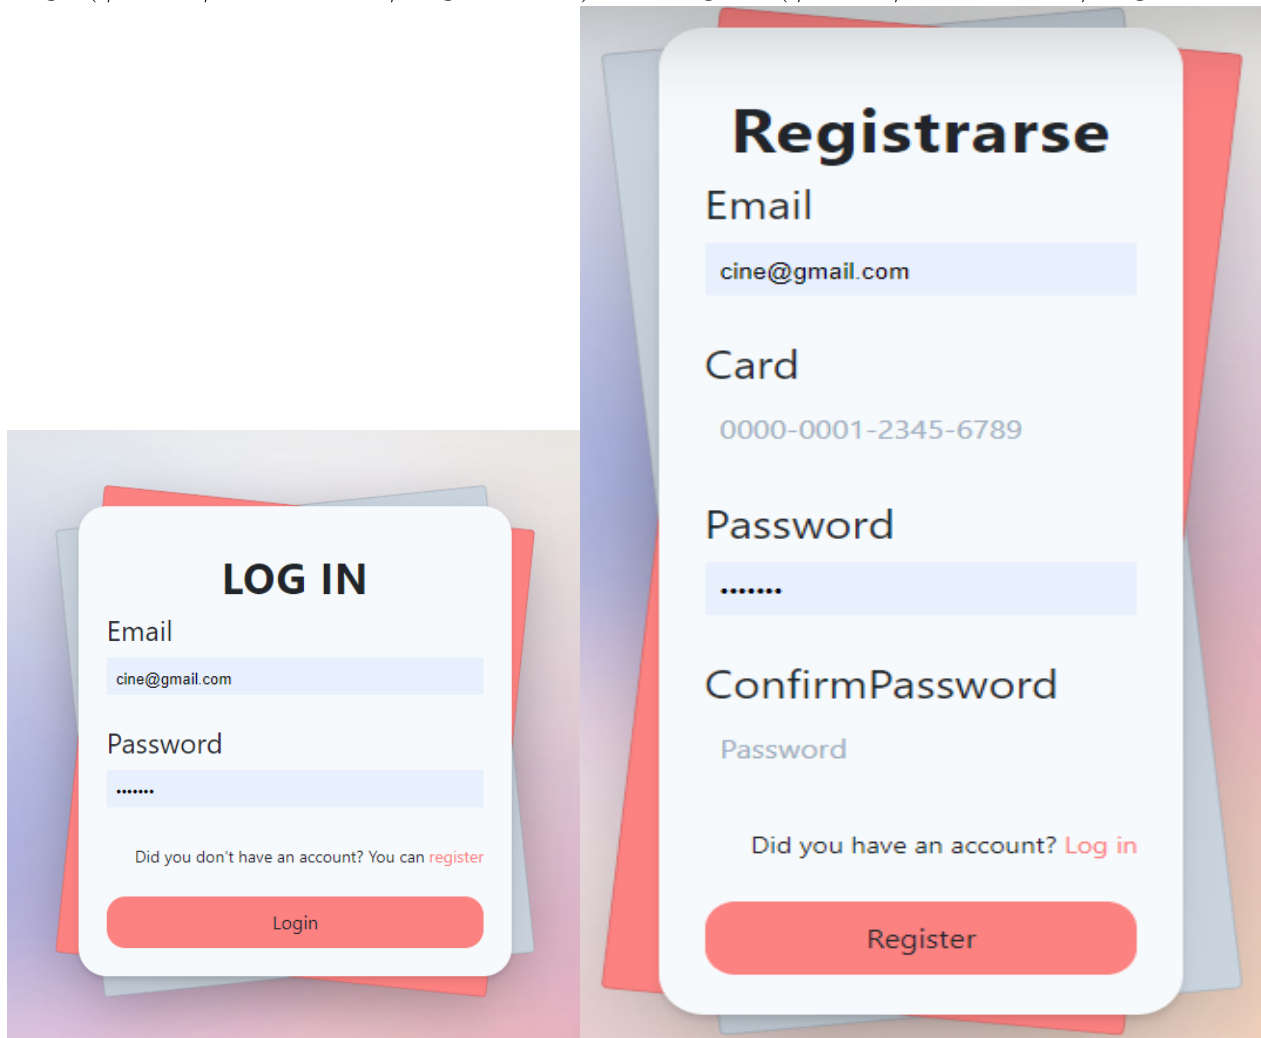 LOG IN
Email
cine@gmail.com
Password
•••••••
Did you don't have an account? You can register
Login
Registrarse
Email
cine@gmail.com
Card
0000-0001-2345-6789
Password
•••••••
ConfirmPassword
Password
Did you have an account? Log in
Register